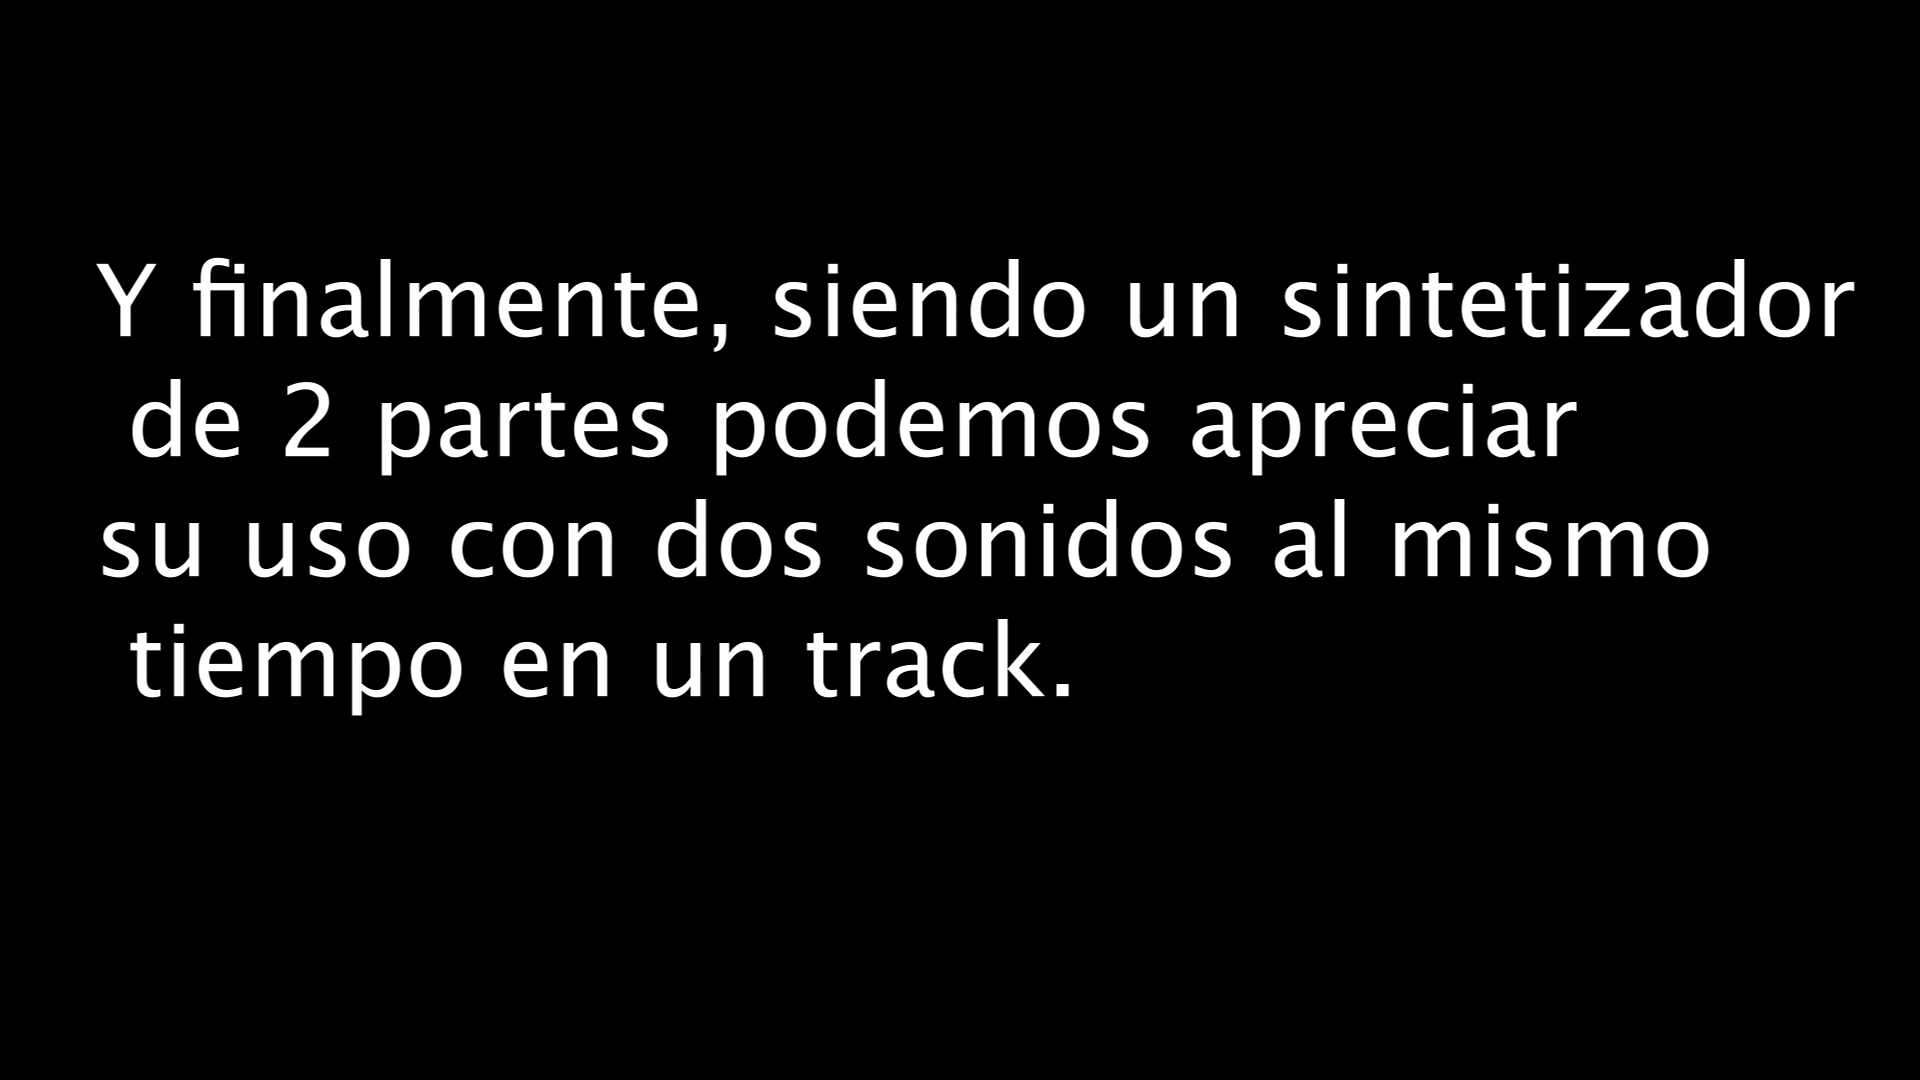 Y finalmente, siendo un sintetizador
de 2 partes podemos apreciar
su uso con dos sonidos al mismo
tiempo en un track.